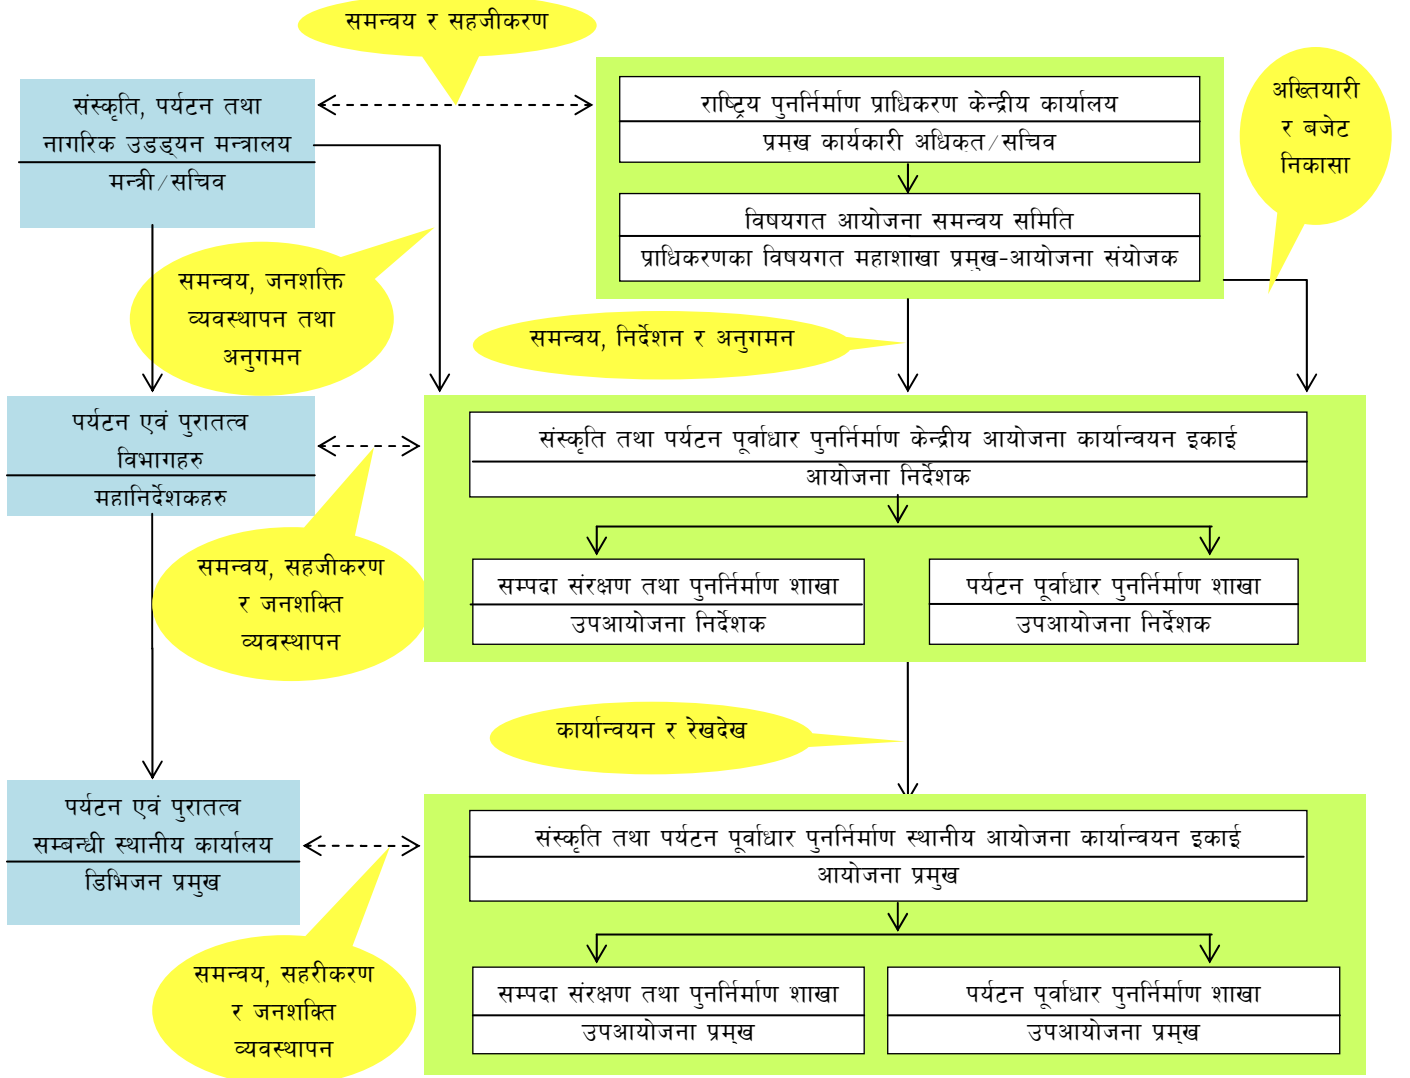 समन्वय र सहजीकरण
संस्कृति, पर्यटन तथा
नागरिक उडड्यन मन्त्रालय
मन्त्री/सचिव
राष्ट्रिय पुनर्निर्माण प्राधिकरण केन्द्रीय कार्यालय
प्रमुख कार्यकारी अधिकृत/सचिव
विषयगत आयोजना समन्वय समिति
प्राधिकरणका विषयगत महाशाखा प्रमुख-आयोजना संयोजक
अख्तियारी
र बजेट
निकासा
समन्वय, जनशक्ति
व्यवस्थापन तथा
अनुगमन
समन्वय, निर्देशन र अनुगमन
पर्यटन एवं पुरातत्व
विभागहरु
महानिर्देशकहरु
संस्कृति तथा पर्यटन पूर्वाधार पुनर्निर्माण केन्द्रीय आयोजना कार्यान्वयन इकाई
आयोजना निर्देशक
समन्वय, सहजीकरण
र जनशक्ति
व्यवस्थापन
सम्पदा संरक्षण तथा पुनर्निर्माण शाखा
उपआयोजना निर्देशक
पर्यटन पूर्वाधार पुनर्निर्माण शाखा
उपआयोजना निर्देशक
कार्यान्वयन र रेखदेख
पर्यटन एवं पुरातत्व
सम्बन्धी स्थानीय कार्यालय
डिभिजन प्रमुख
संस्कृति तथा पर्यटन पूर्वाधार पुनर्निर्माण स्थानीय आयोजना कार्यान्वयन इकाई
आयोजना प्रमुख
समन्वय, सहरीकरण
र जनशक्ति
व्यवस्थापन
सम्पदा संरक्षण तथा पुनर्निर्माण शाखा
उपआयोजना प्रमुख
पर्यटन पूर्वाधार पुनर्निर्माण शाखा
उपआयोजना प्रमुख